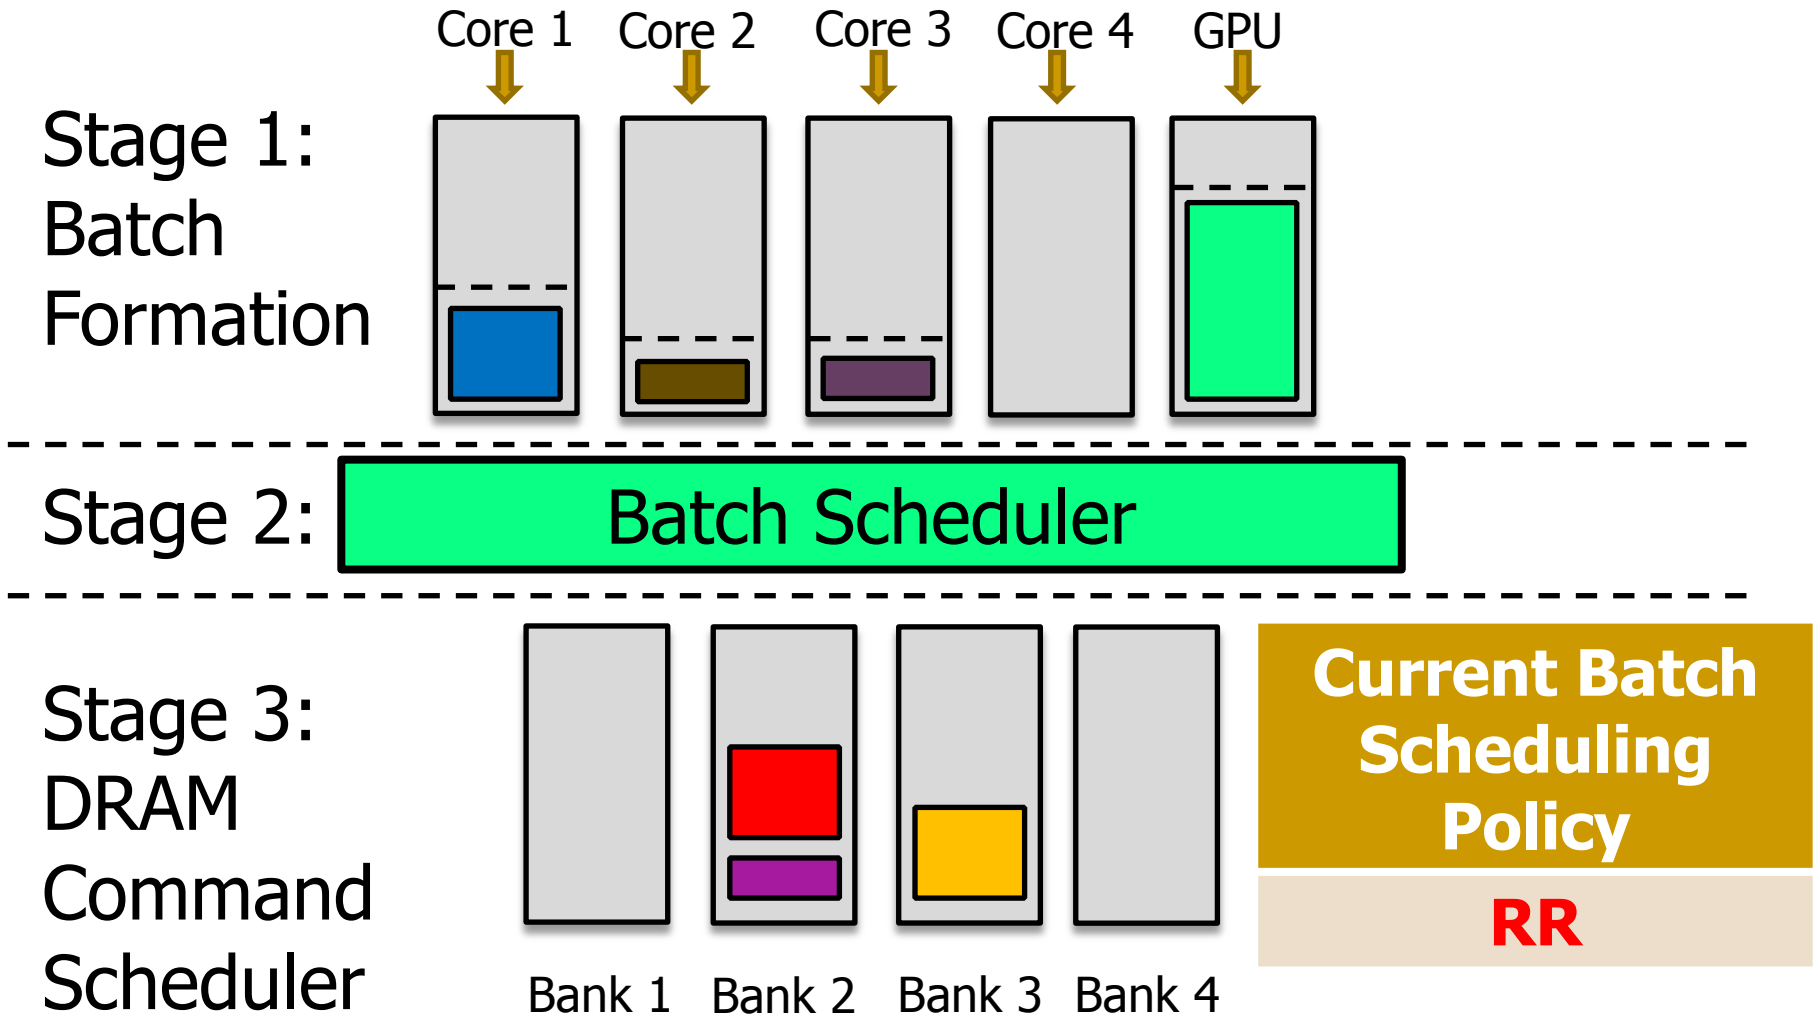 Core 1 Core 2 Core 3 Core 4 GPU
Stage 1:
Batch
Formation
Stage 2:
Batch Scheduler
Stage 3:
DRAM
Command
Scheduler
Current Batch
Scheduling
Policy
RR
Bank 1 Bank 2 Bank 3 Bank 4